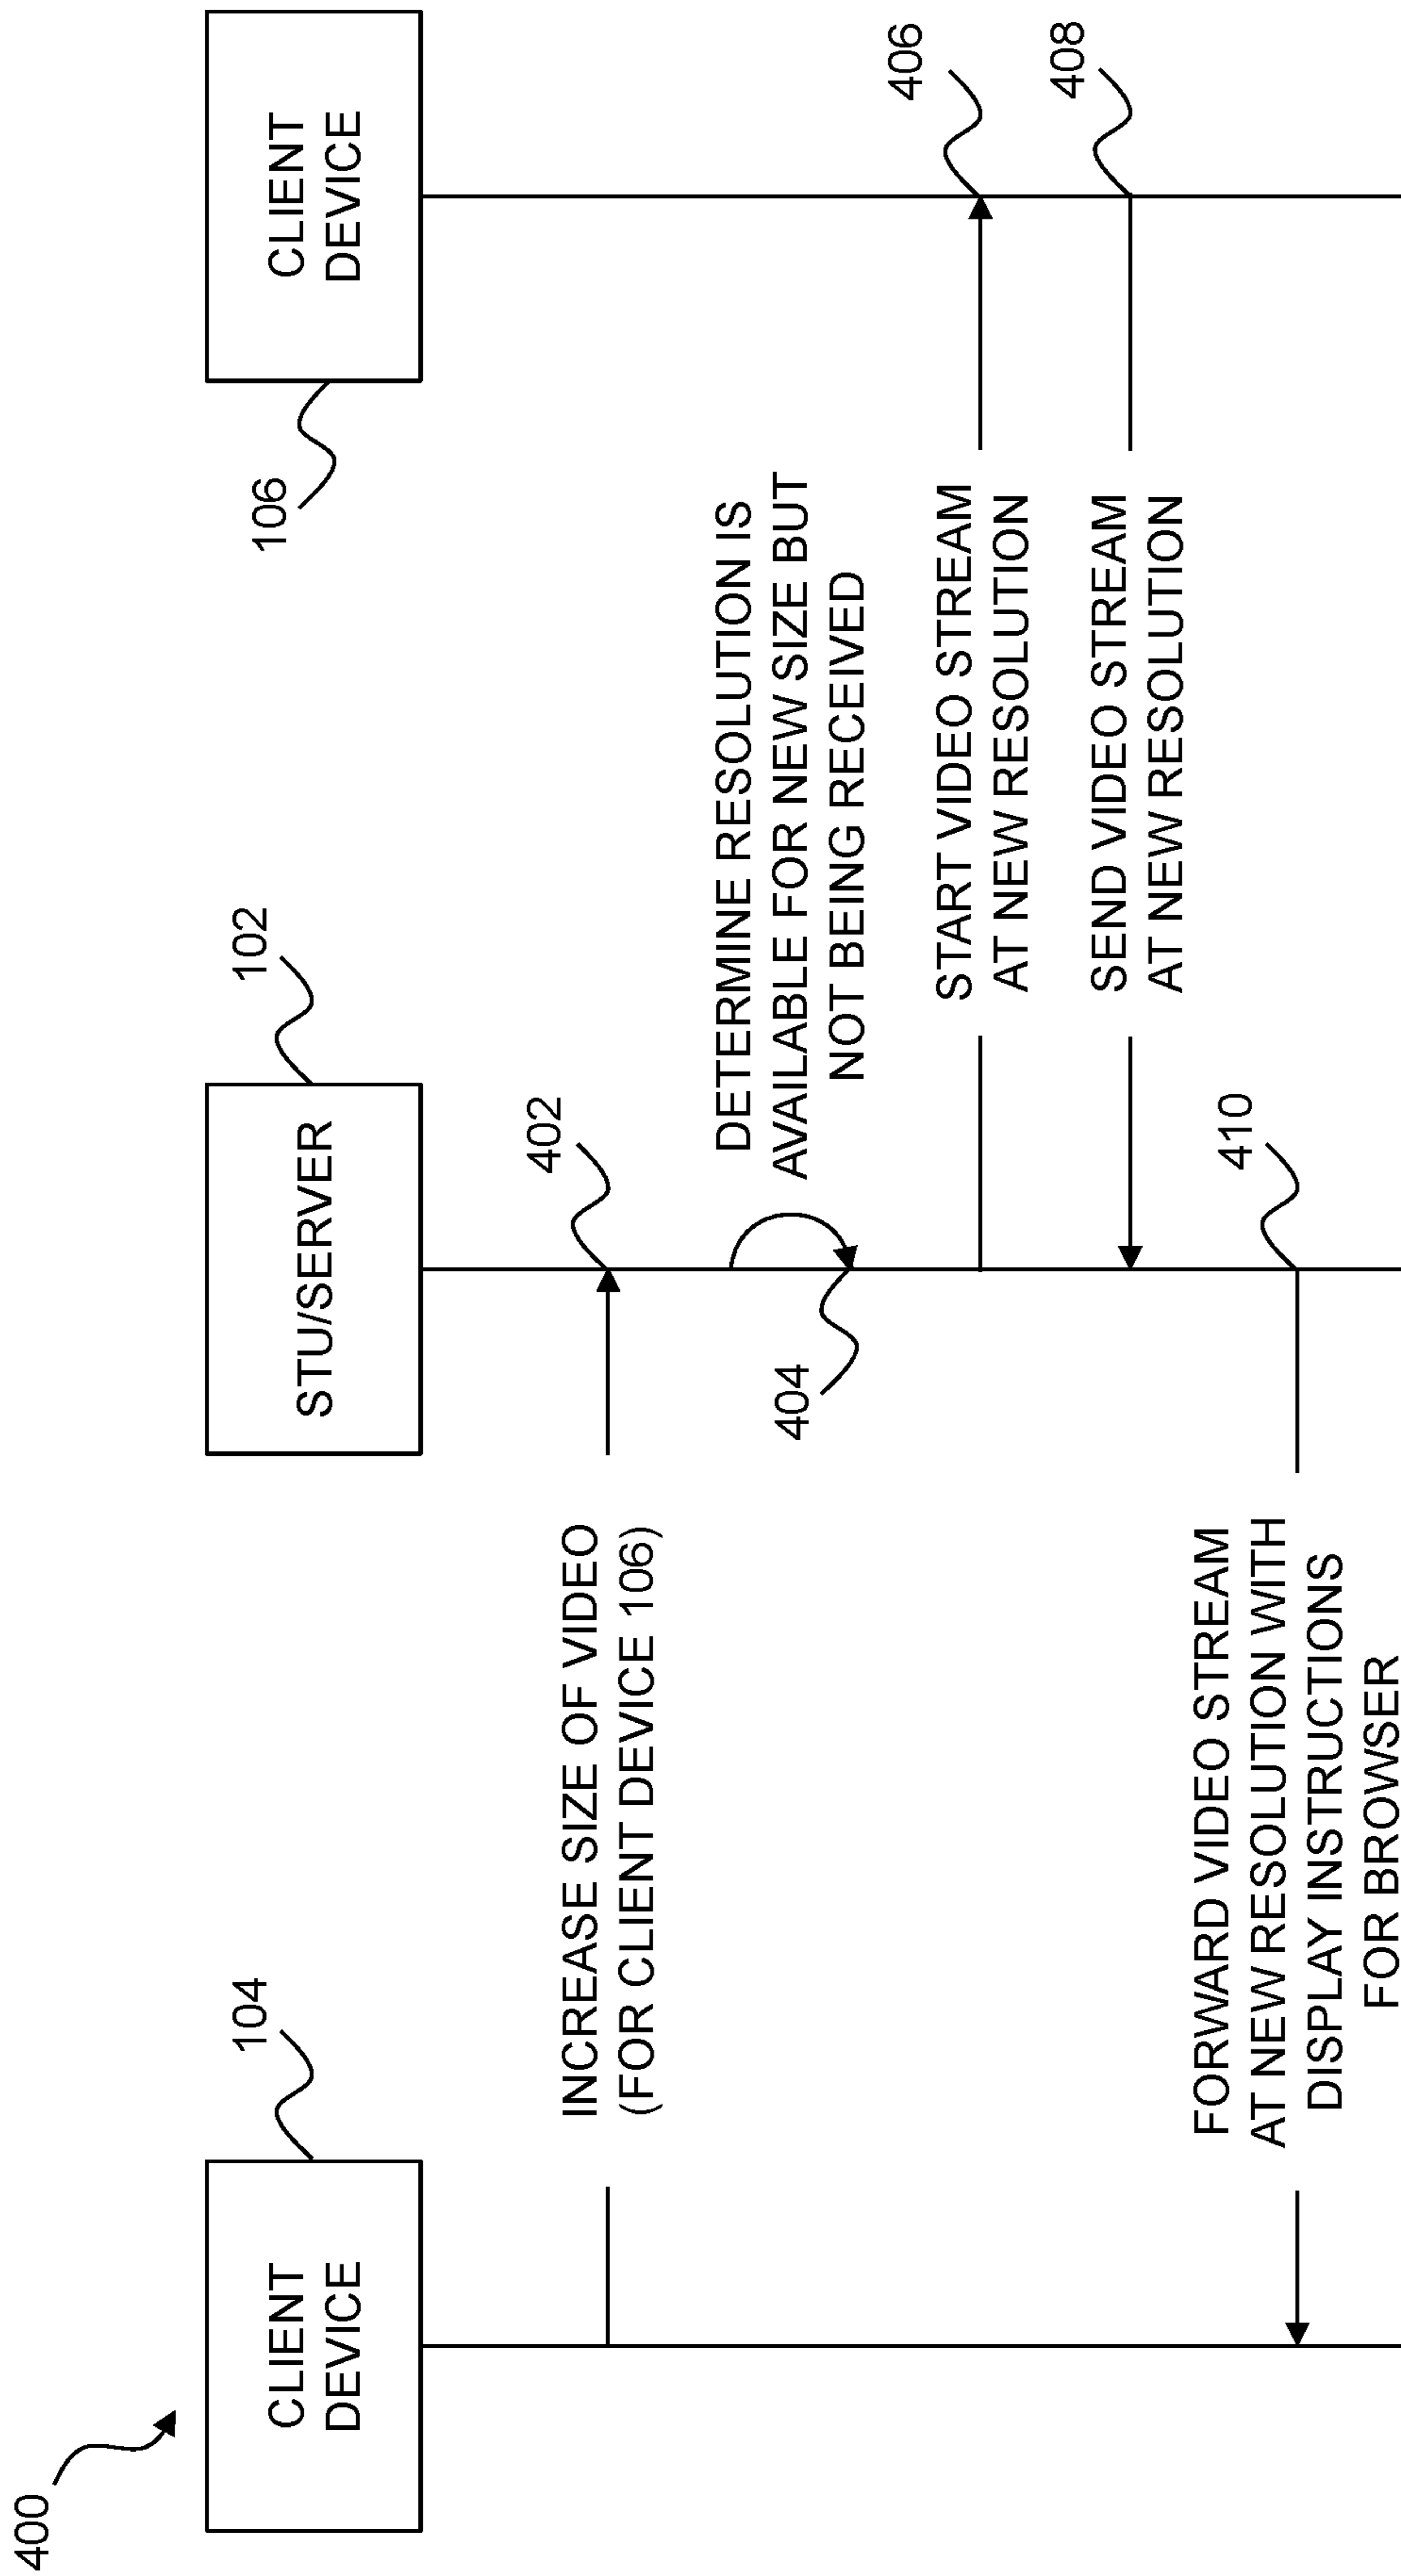 400
CLIENT
DEVICE
104
STU/SERVER
102
CLIENT
DEVICE
106
INCREASE SIZE OF VIDEO
(FOR CLIENT DEVICE 106)
402
DETERMINE RESOLUTION IS
AVAILABLE FOR NEW SIZE BUT
NOT BEING RECEIVED
404
START VIDEO STREAM
AT NEW RESOLUTION
406
SEND VIDEO STREAM
AT NEW RESOLUTION
408
FORWARD VIDEO STREAM
AT NEW RESOLUTION WITH
DISPLAY INSTRUCTIONS
FOR BROWSER
410